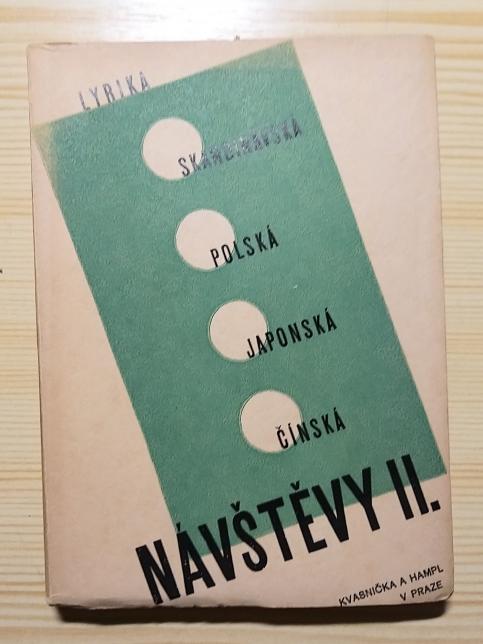 LYRIKA
SKANDINÁVSKÁ
POLSKÁ
JAPONSKÁ
ČÍNSKÁ
NÁVŠTĚVY II.
KVASNIČKA A HAMPL
V PRAZE